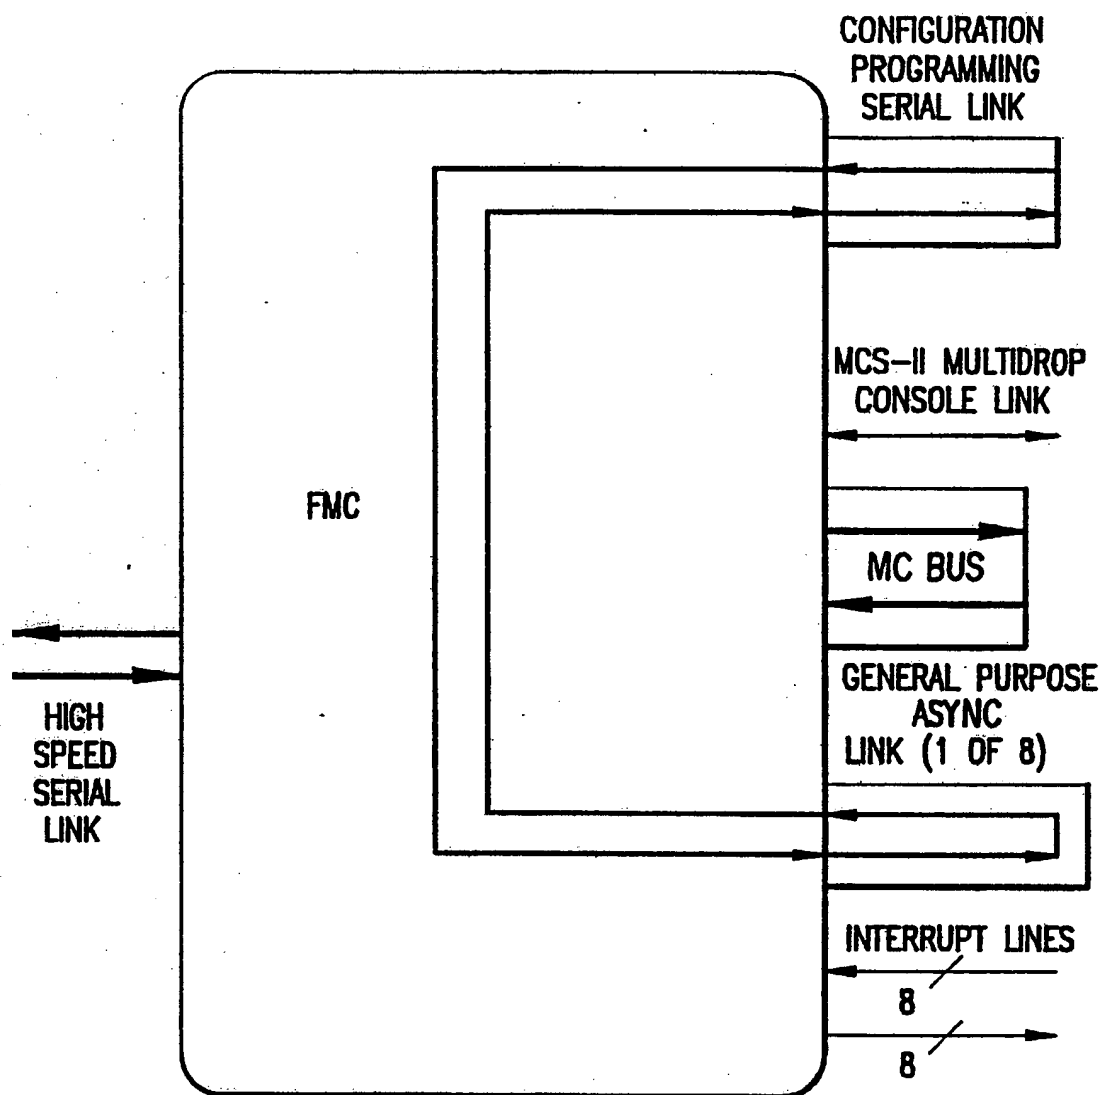 CONFIGURATION
PROGRAMMING
SERIAL LINK
MCS-II MULTIDROP
CONSOLE LINK
FMC
MC BUS
HIGH
SPEED
SERIAL
LINK
GENERAL PURPOSE
ASYNC
LINK (1 OF 8)
INTERRUPT LINES
8
8